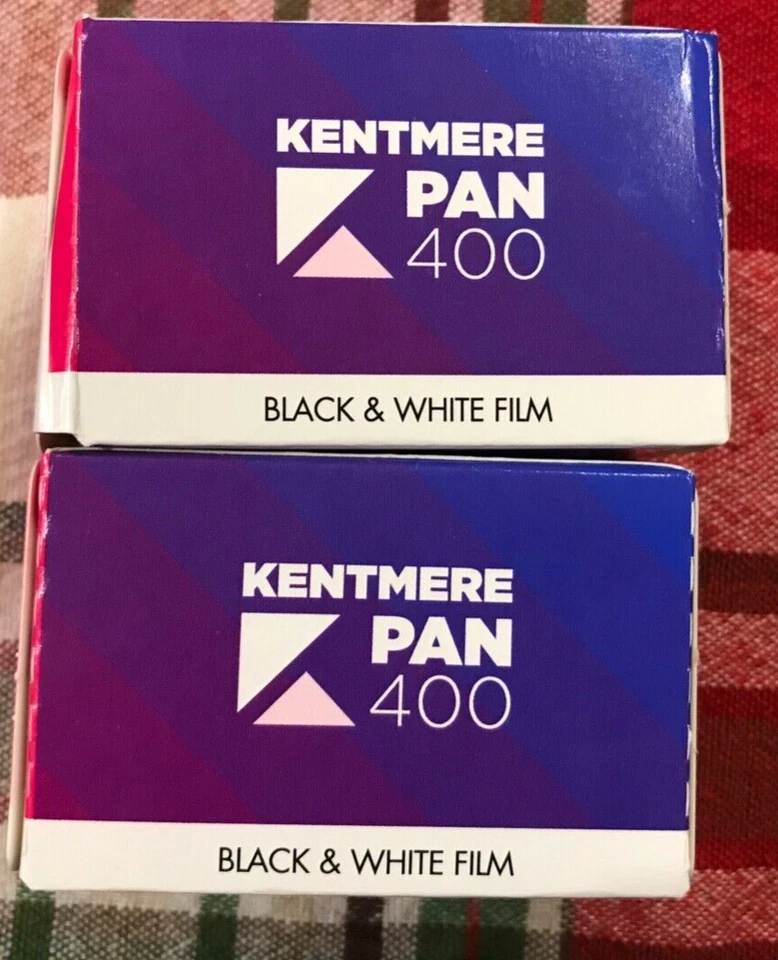 KENTMERE
PAN
400
BLACK & WHITE FILM
KENTMERE
PAN
400
BLACK & WHITE FILM